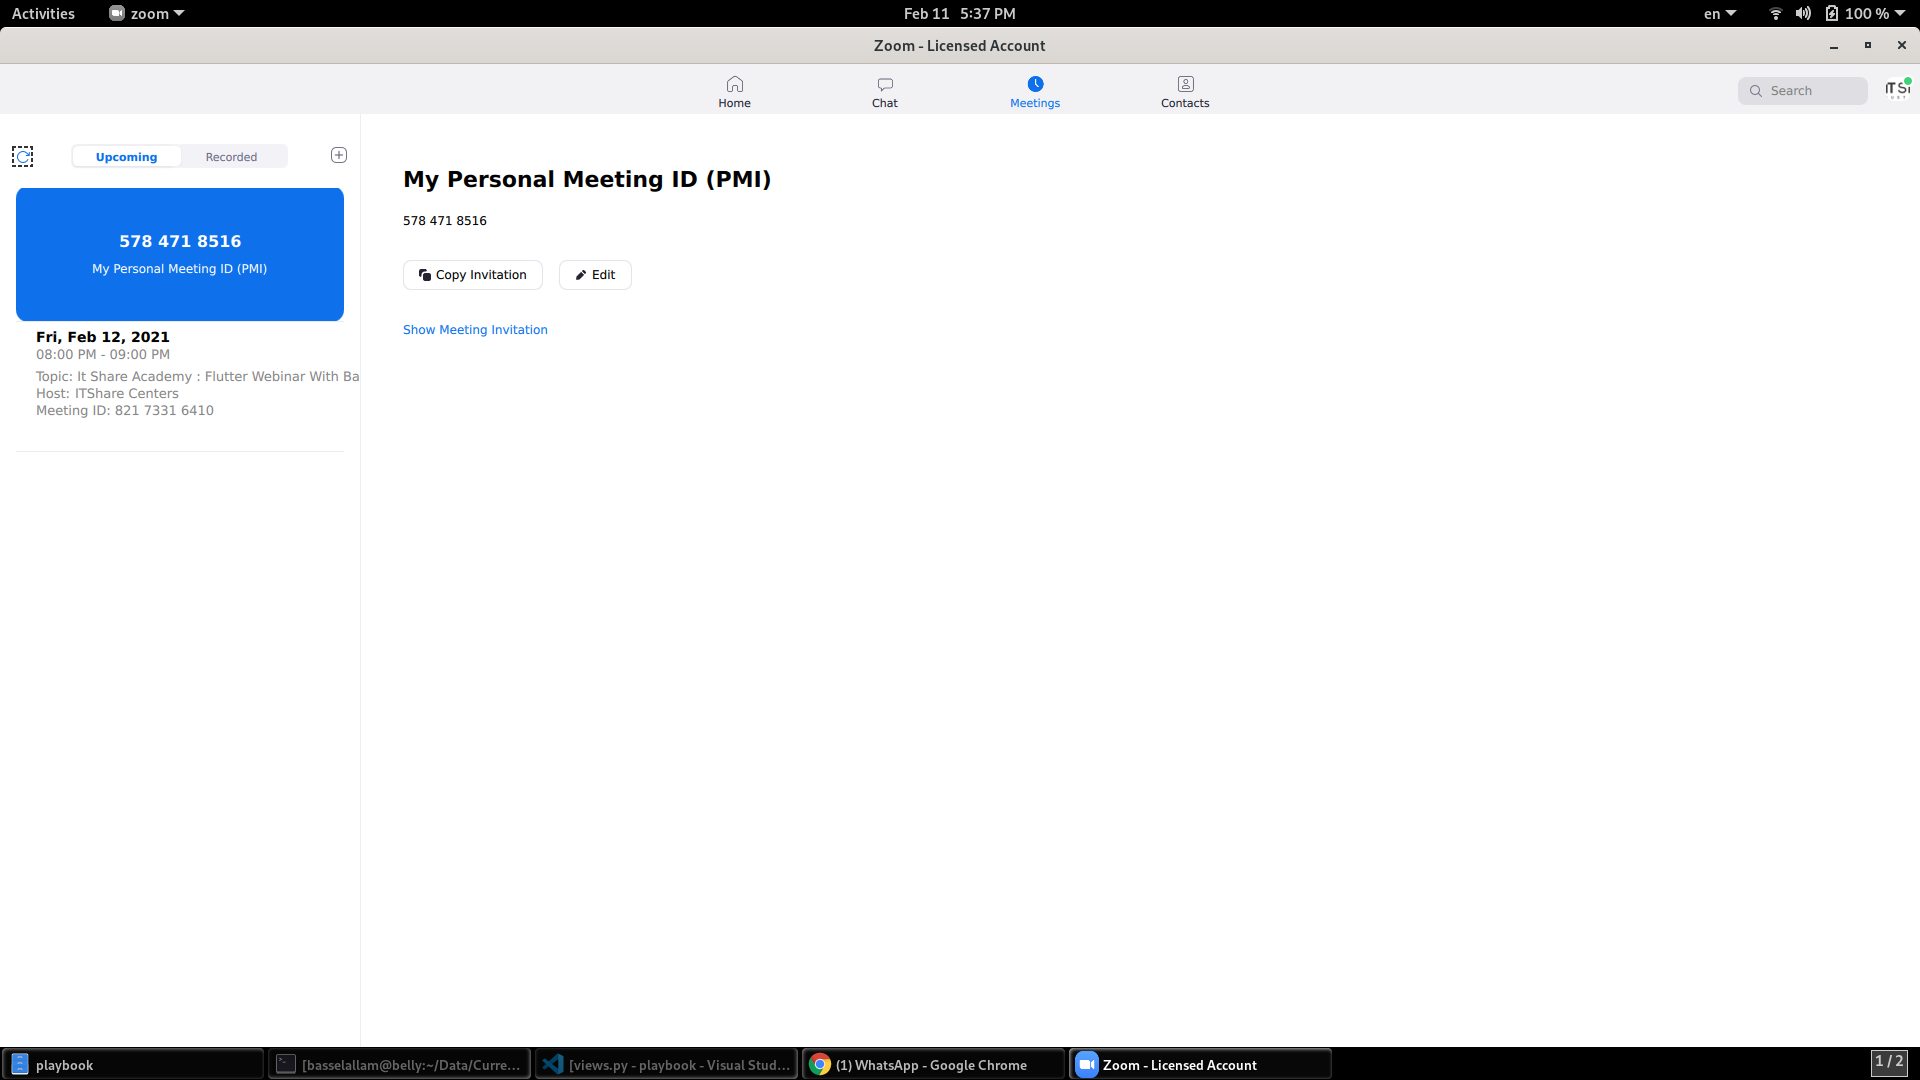 Activities zoom Feb 11 5:37 PM en 100 %
Zoom - Licensed Account
Home Chat Meetings Contacts Search
Upcoming Recorded
578 471 8516
My Personal Meeting ID (PMI)
Fri, Feb 12, 2021
08:00 PM - 09:00 PM
Topic: It Share Academy : Flutter Webinar With Ba
Host: ITShare Centers
Meeting ID: 821 7331 6410
My Personal Meeting ID (PMI)
578 471 8516
Copy Invitation Edit
Show Meeting Invitation
playbook [basselallam@belly:~/Data/Curre... [views.py - playbook - Visual Stud... (1) WhatsApp - Google Chrome Zoom - Licensed Account 1 / 2